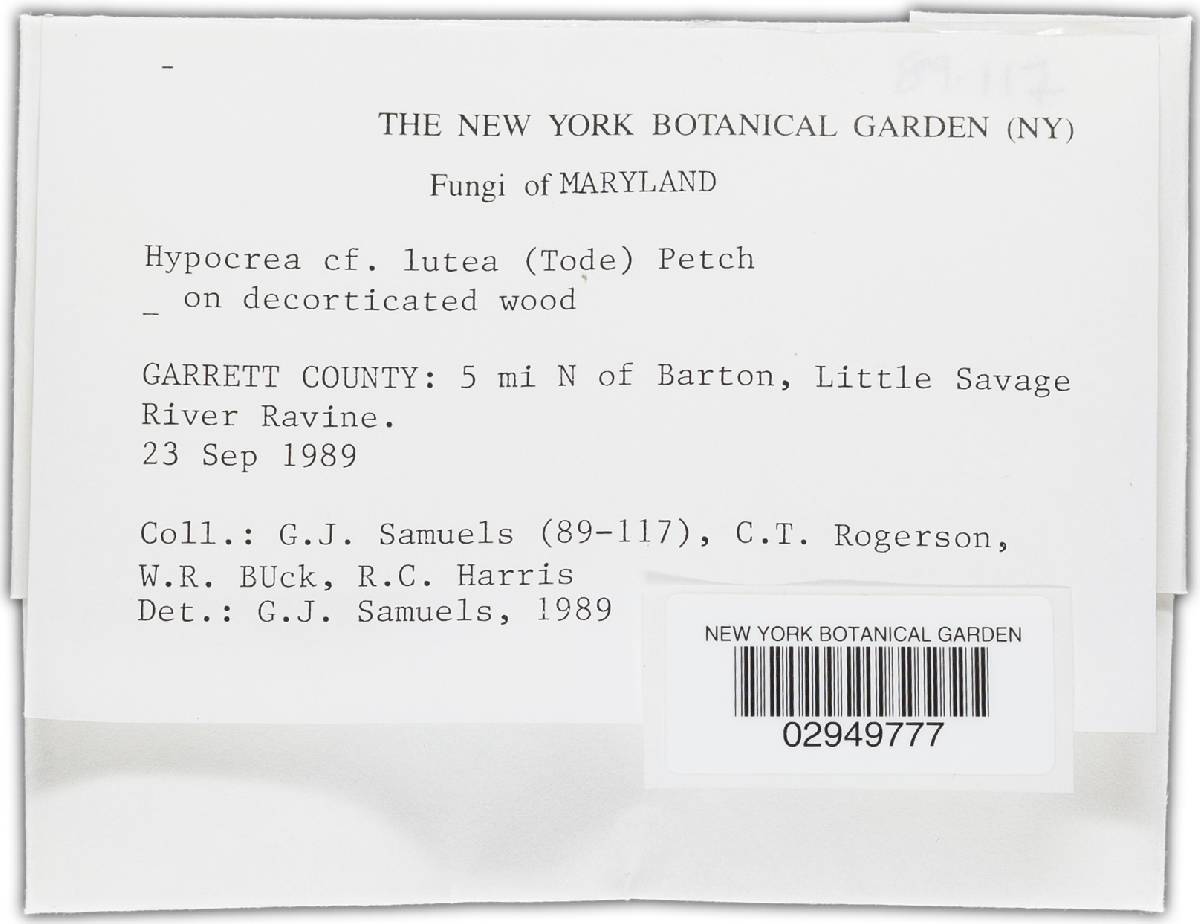 89-117
THE NEW YORK BOTANICAL GARDEN (NY)
Fungi of MARYLAND
Hypocrea cf. lutea (Tode) Petch
_ on decorticated wood
GARRETT COUNTY: 5 mi N of Barton, Little Savage
River Ravine.
23 Sep 1989
Coll.: G.J. Samuels (89-117), C.T. Rogerson,
W.R. BUck, R.C. Harris
Det.: G.J. Samuels, 1989
NEW YORK BOTANICAL GARDEN
02949777